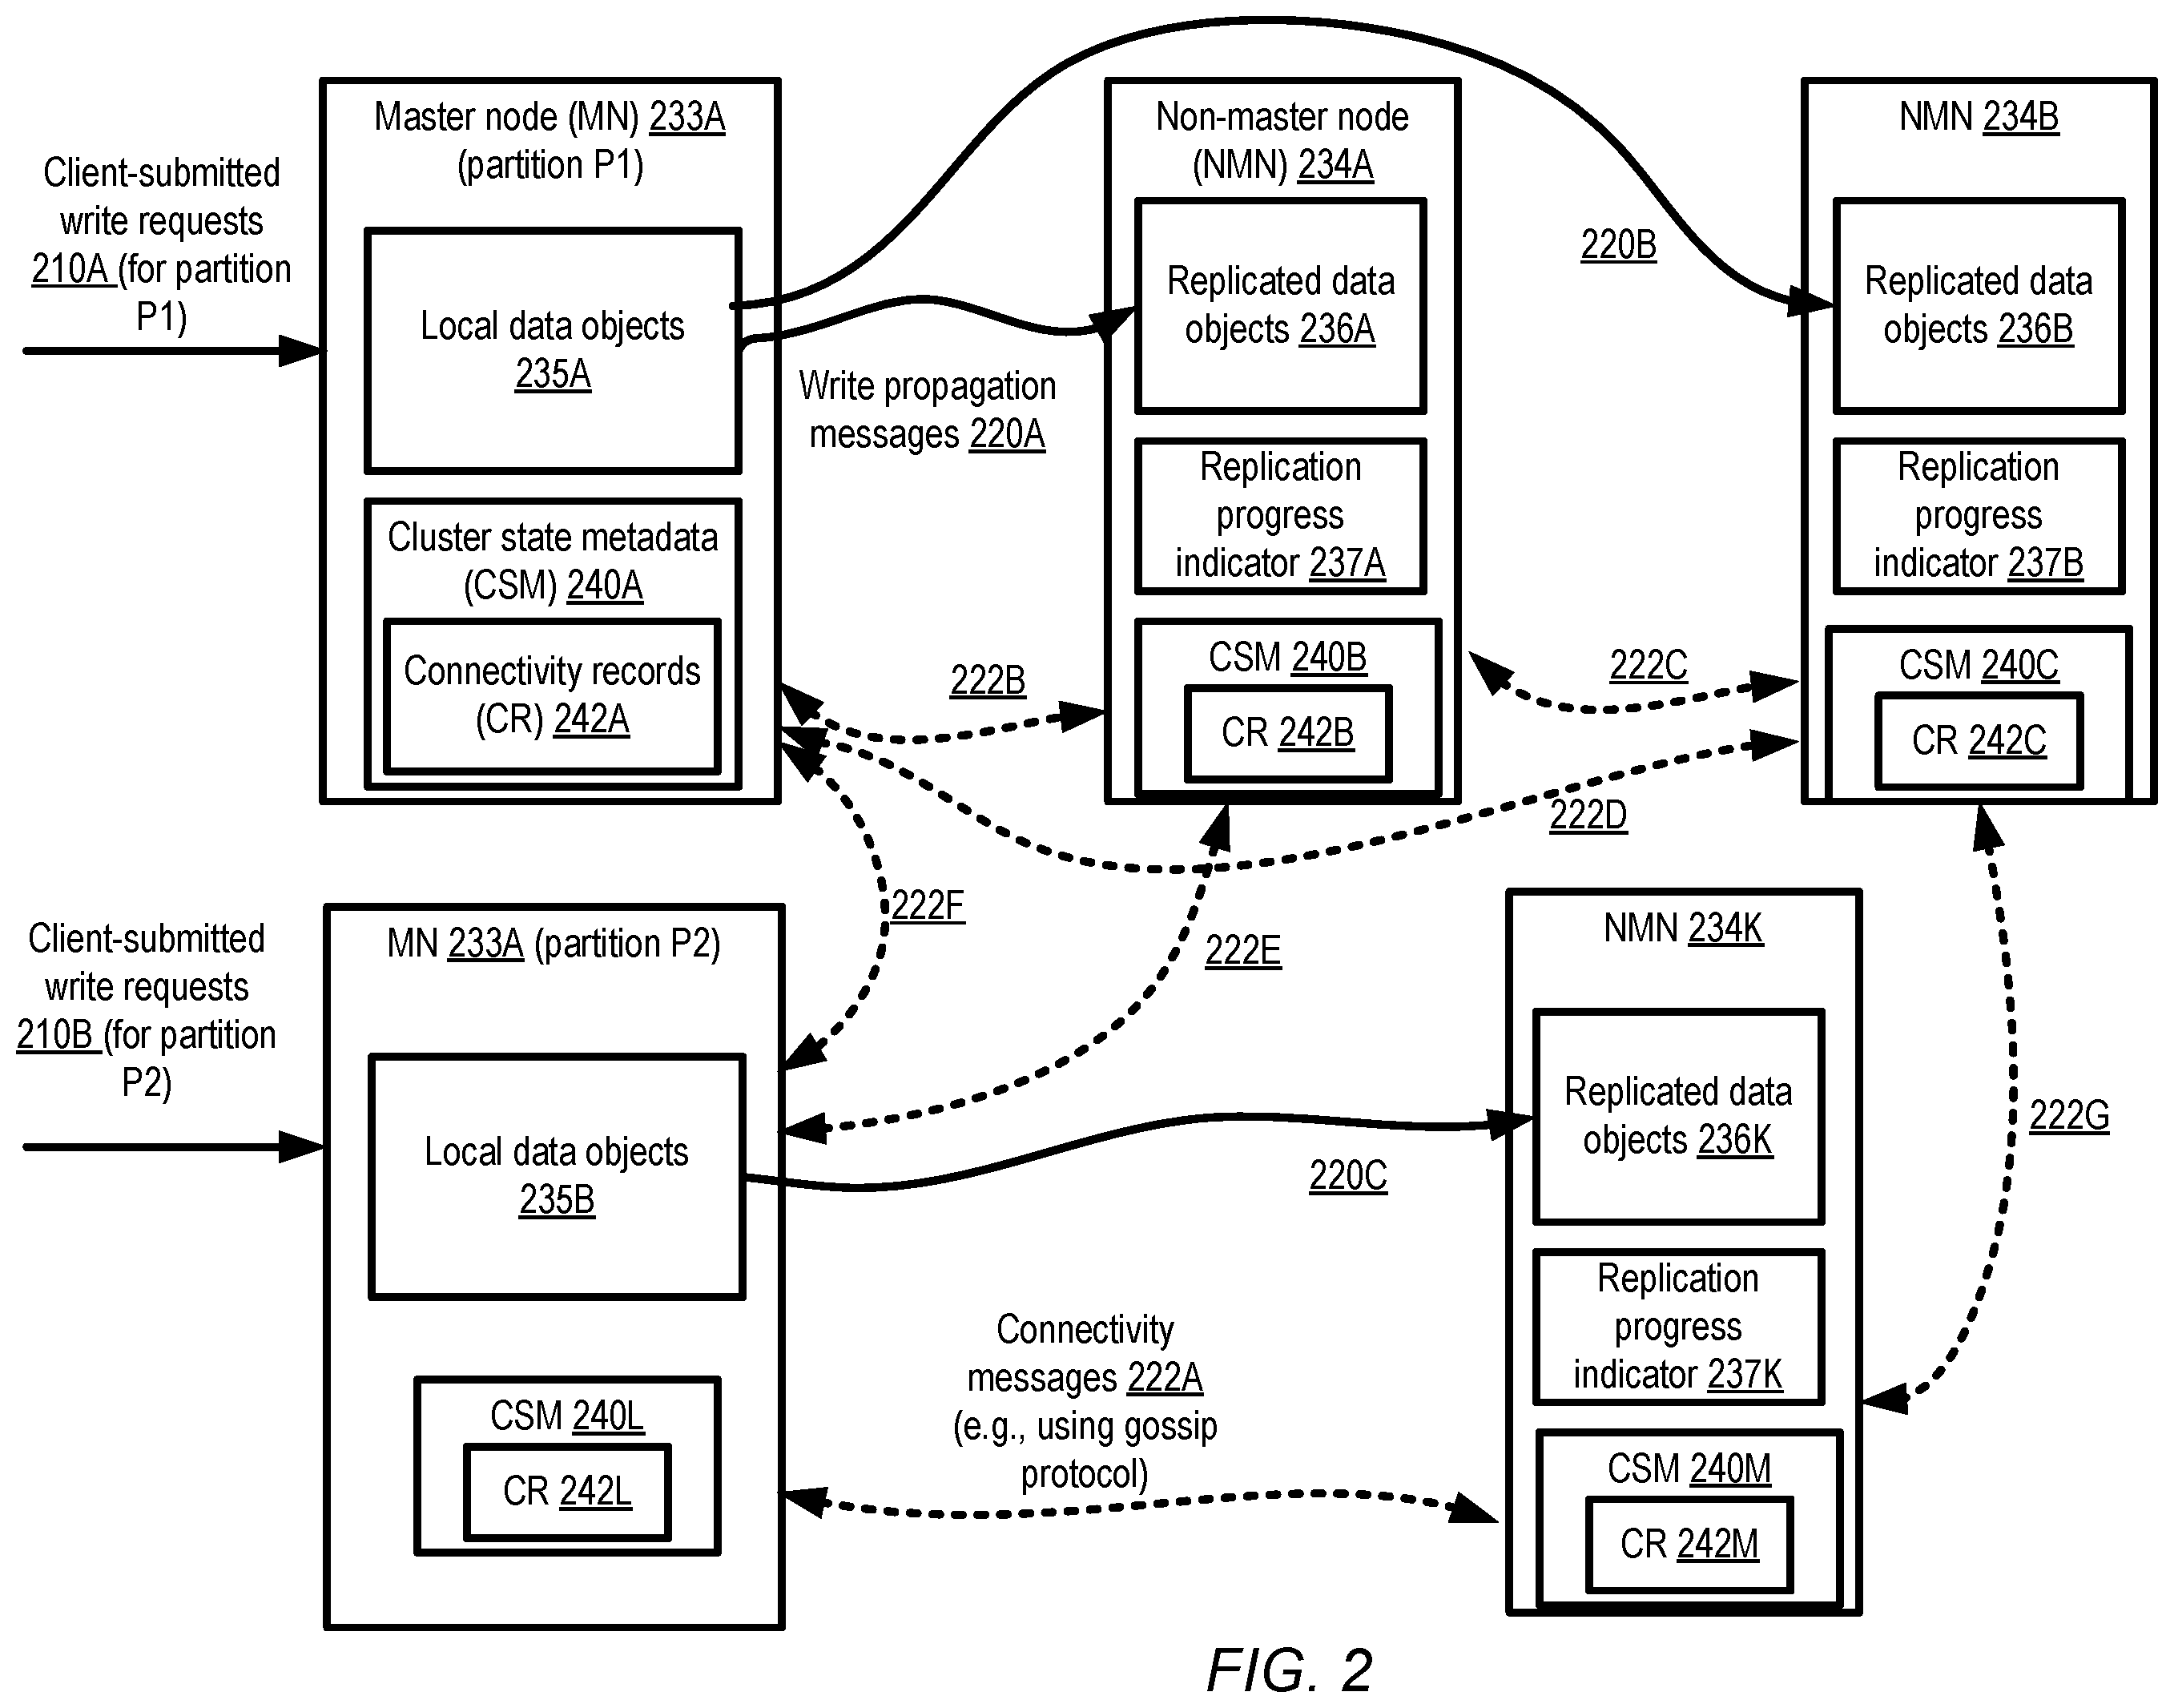 Client-submitted
write requests
210A (for partition
P1)
Master node (MN) 233A
(partition P1)
Local data objects
235A
Cluster state metadata
(CSM) 240A
Connectivity records
(CR) 242A
Write propagation
messages 220A
Non-master node
(NMN) 234A
Replicated data
objects 236A
Replication
progress
indicator 237A
CSM 240B
CR 242B
220B
NMN 234B
Replicated data
objects 236B
Replication
progress
indicator 237B
CSM 240C
CR 242C
222B
222C
222D
222F
222E
222G
Client-submitted
write requests
210B (for partition
P2)
MN 233A (partition P2)
Local data objects
235B
CSM 240L
CR 242L
220C
Connectivity
messages 222A
(e.g., using gossip
protocol)
NMN 234K
Replicated data
objects 236K
Replication
progress
indicator 237K
CSM 240M
CR 242M
FIG. 2